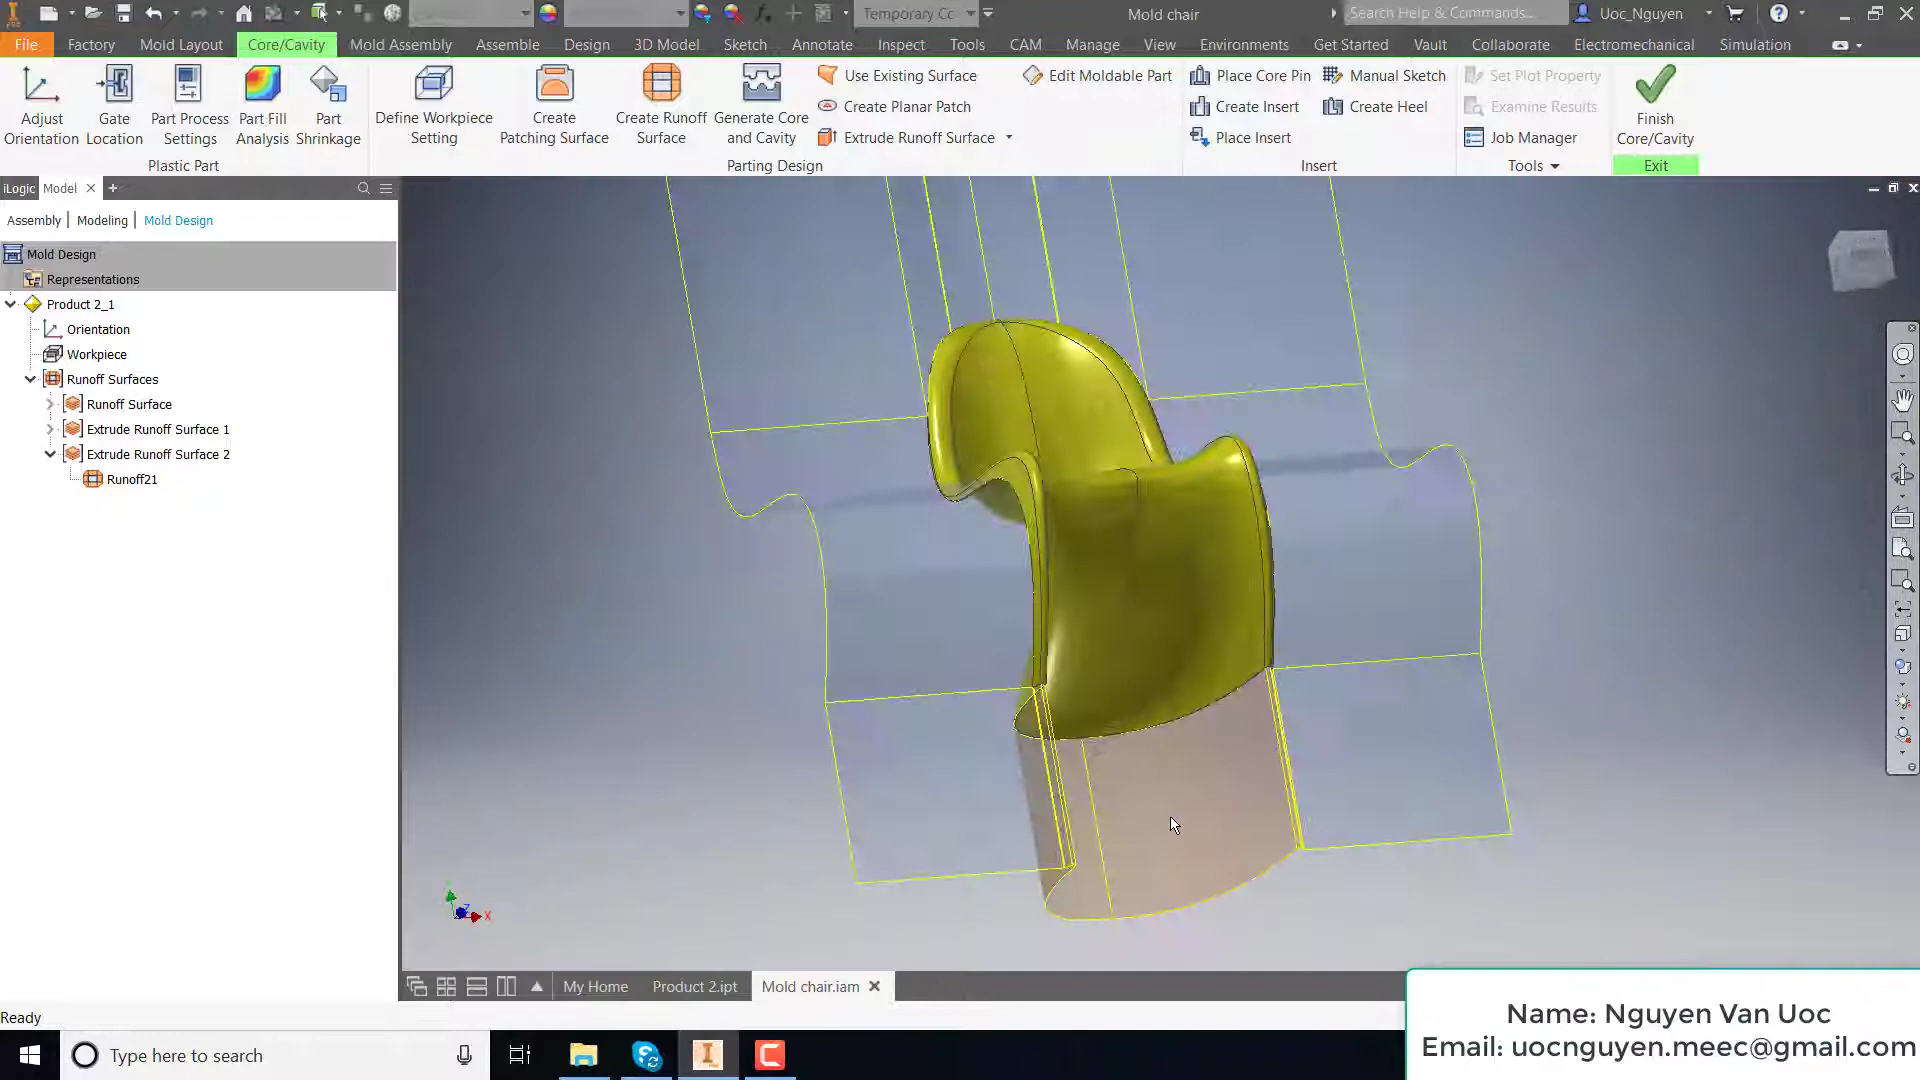 Temporary Cc
Mold chair
Search Help & Commands...
Uoc_Nguyen
File
Factory
Mold Layout
Core/Cavity
Mold Assembly
Assemble
Design
3D Model
Sketch
Annotate
Inspect
Tools
CAM
Manage
View
Environments
Get Started
Vault
Collaborate
Electromechanical
Simulation
Adjust
Orientation
Gate
Location
Part Process
Settings
Part Fill
Analysis
Part
Shrinkage
Define Workpiece
Setting
Create
Patching Surface
Create Runoff
Surface
Generate Core
and Cavity
Use Existing Surface
Create Planar Patch
Extrude Runoff Surface
Edit Moldable Part
Place Core Pin
Create Insert
Place Insert
Manual Sketch
Create Heel
Set Plot Property
Examine Results
Job Manager
Finish
Core/Cavity
Plastic Part
Parting Design
Insert
Tools
Exit
iLogic
Model
Assembly
Modeling
Mold Design
Mold Design
Representations
Product 2_1
Orientation
Workpiece
Runoff Surfaces
Runoff Surface
Extrude Runoff Surface 1
Extrude Runoff Surface 2
Runoff21
Z
X
My Home
Product 2.ipt
Mold chair.iam
Ready
Type here to search
Name: Nguyen Van Uoc
Email: uocnguyen.meec@gmail.com